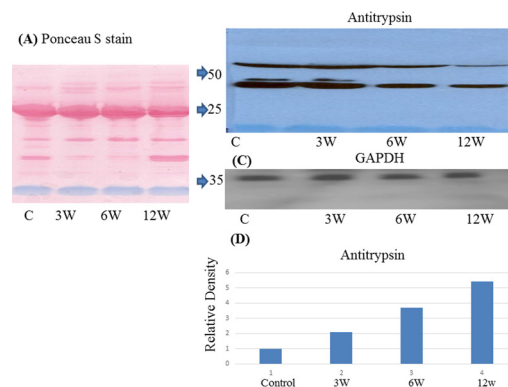 Antitrypsin
(A) Ponceau S stain
50
25
C 3W 6W 12W
C 3W 6W 12W
(C) GAPDH
35
C 3W 6W 12W
(D)
Antitrypsin
Relative Density
6
5
4
3
2
1
0
1 2 3 4
Control 3W 6W 12w